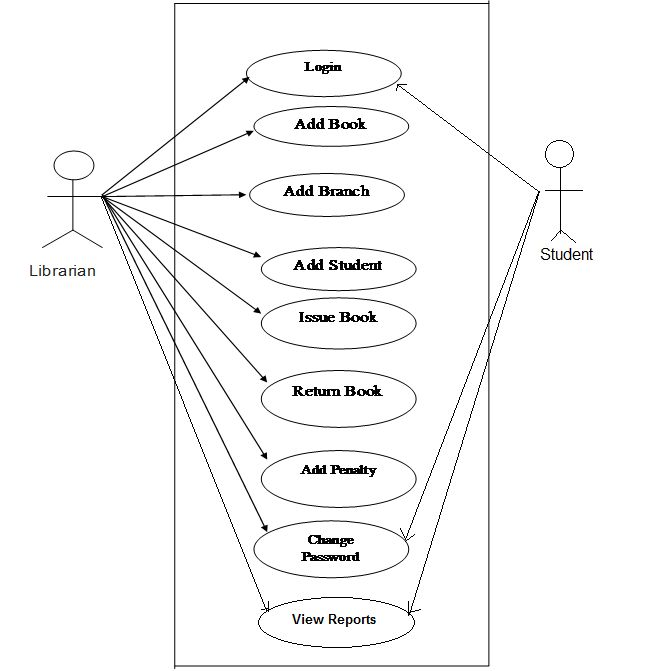 Login
Add Book
Add Branch
Librarian
Student
Add Student
Issue Book
Return Book
Add Penalty
Change
Password
View Reports